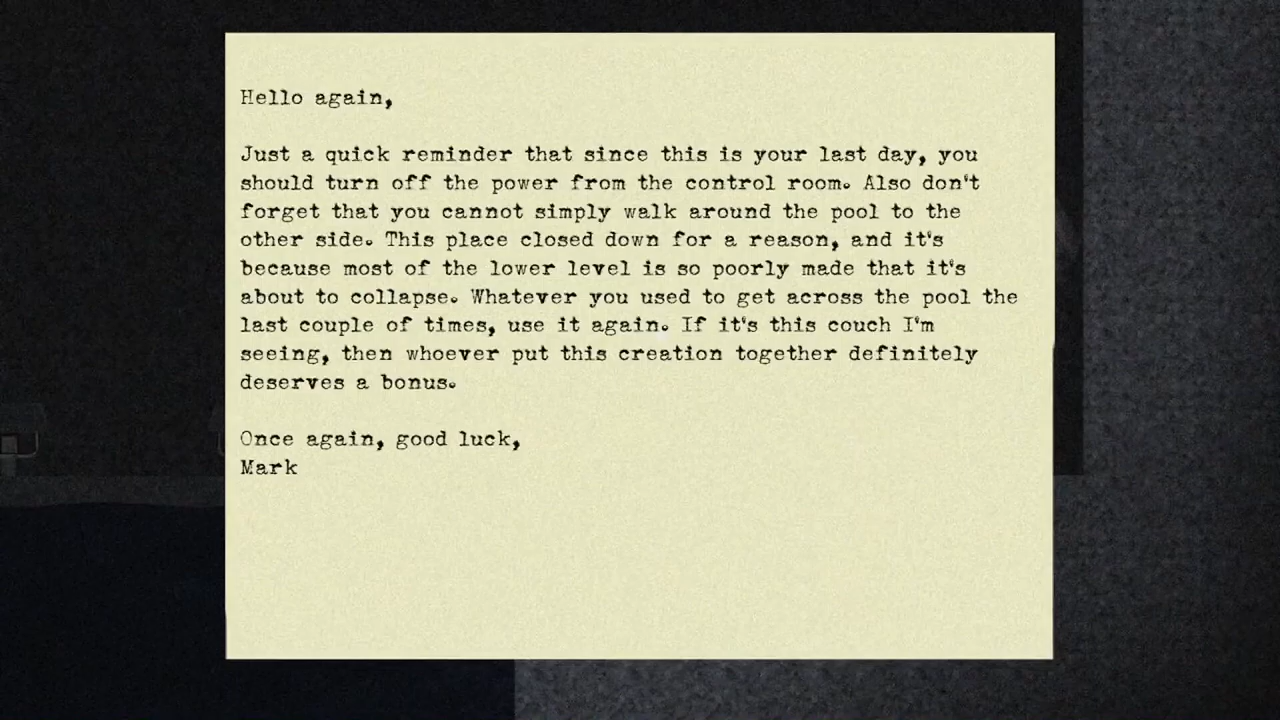 Hello again,
Just a quick reminder that since this is your last day, you
should turn off the power from the control room. Also don't
forget that you cannot simply walk around the pool to the
other side. This place closed down for a reason, and it's
because most of the lower level is so poorly made that it's
about to collapse. Whatever you used to get across the pool the
last couple of times, use it again. If it's this couch I'm
seeing, then whoever put this creation together definitely
deserves a bonus.
Once again, good luck,
Mark